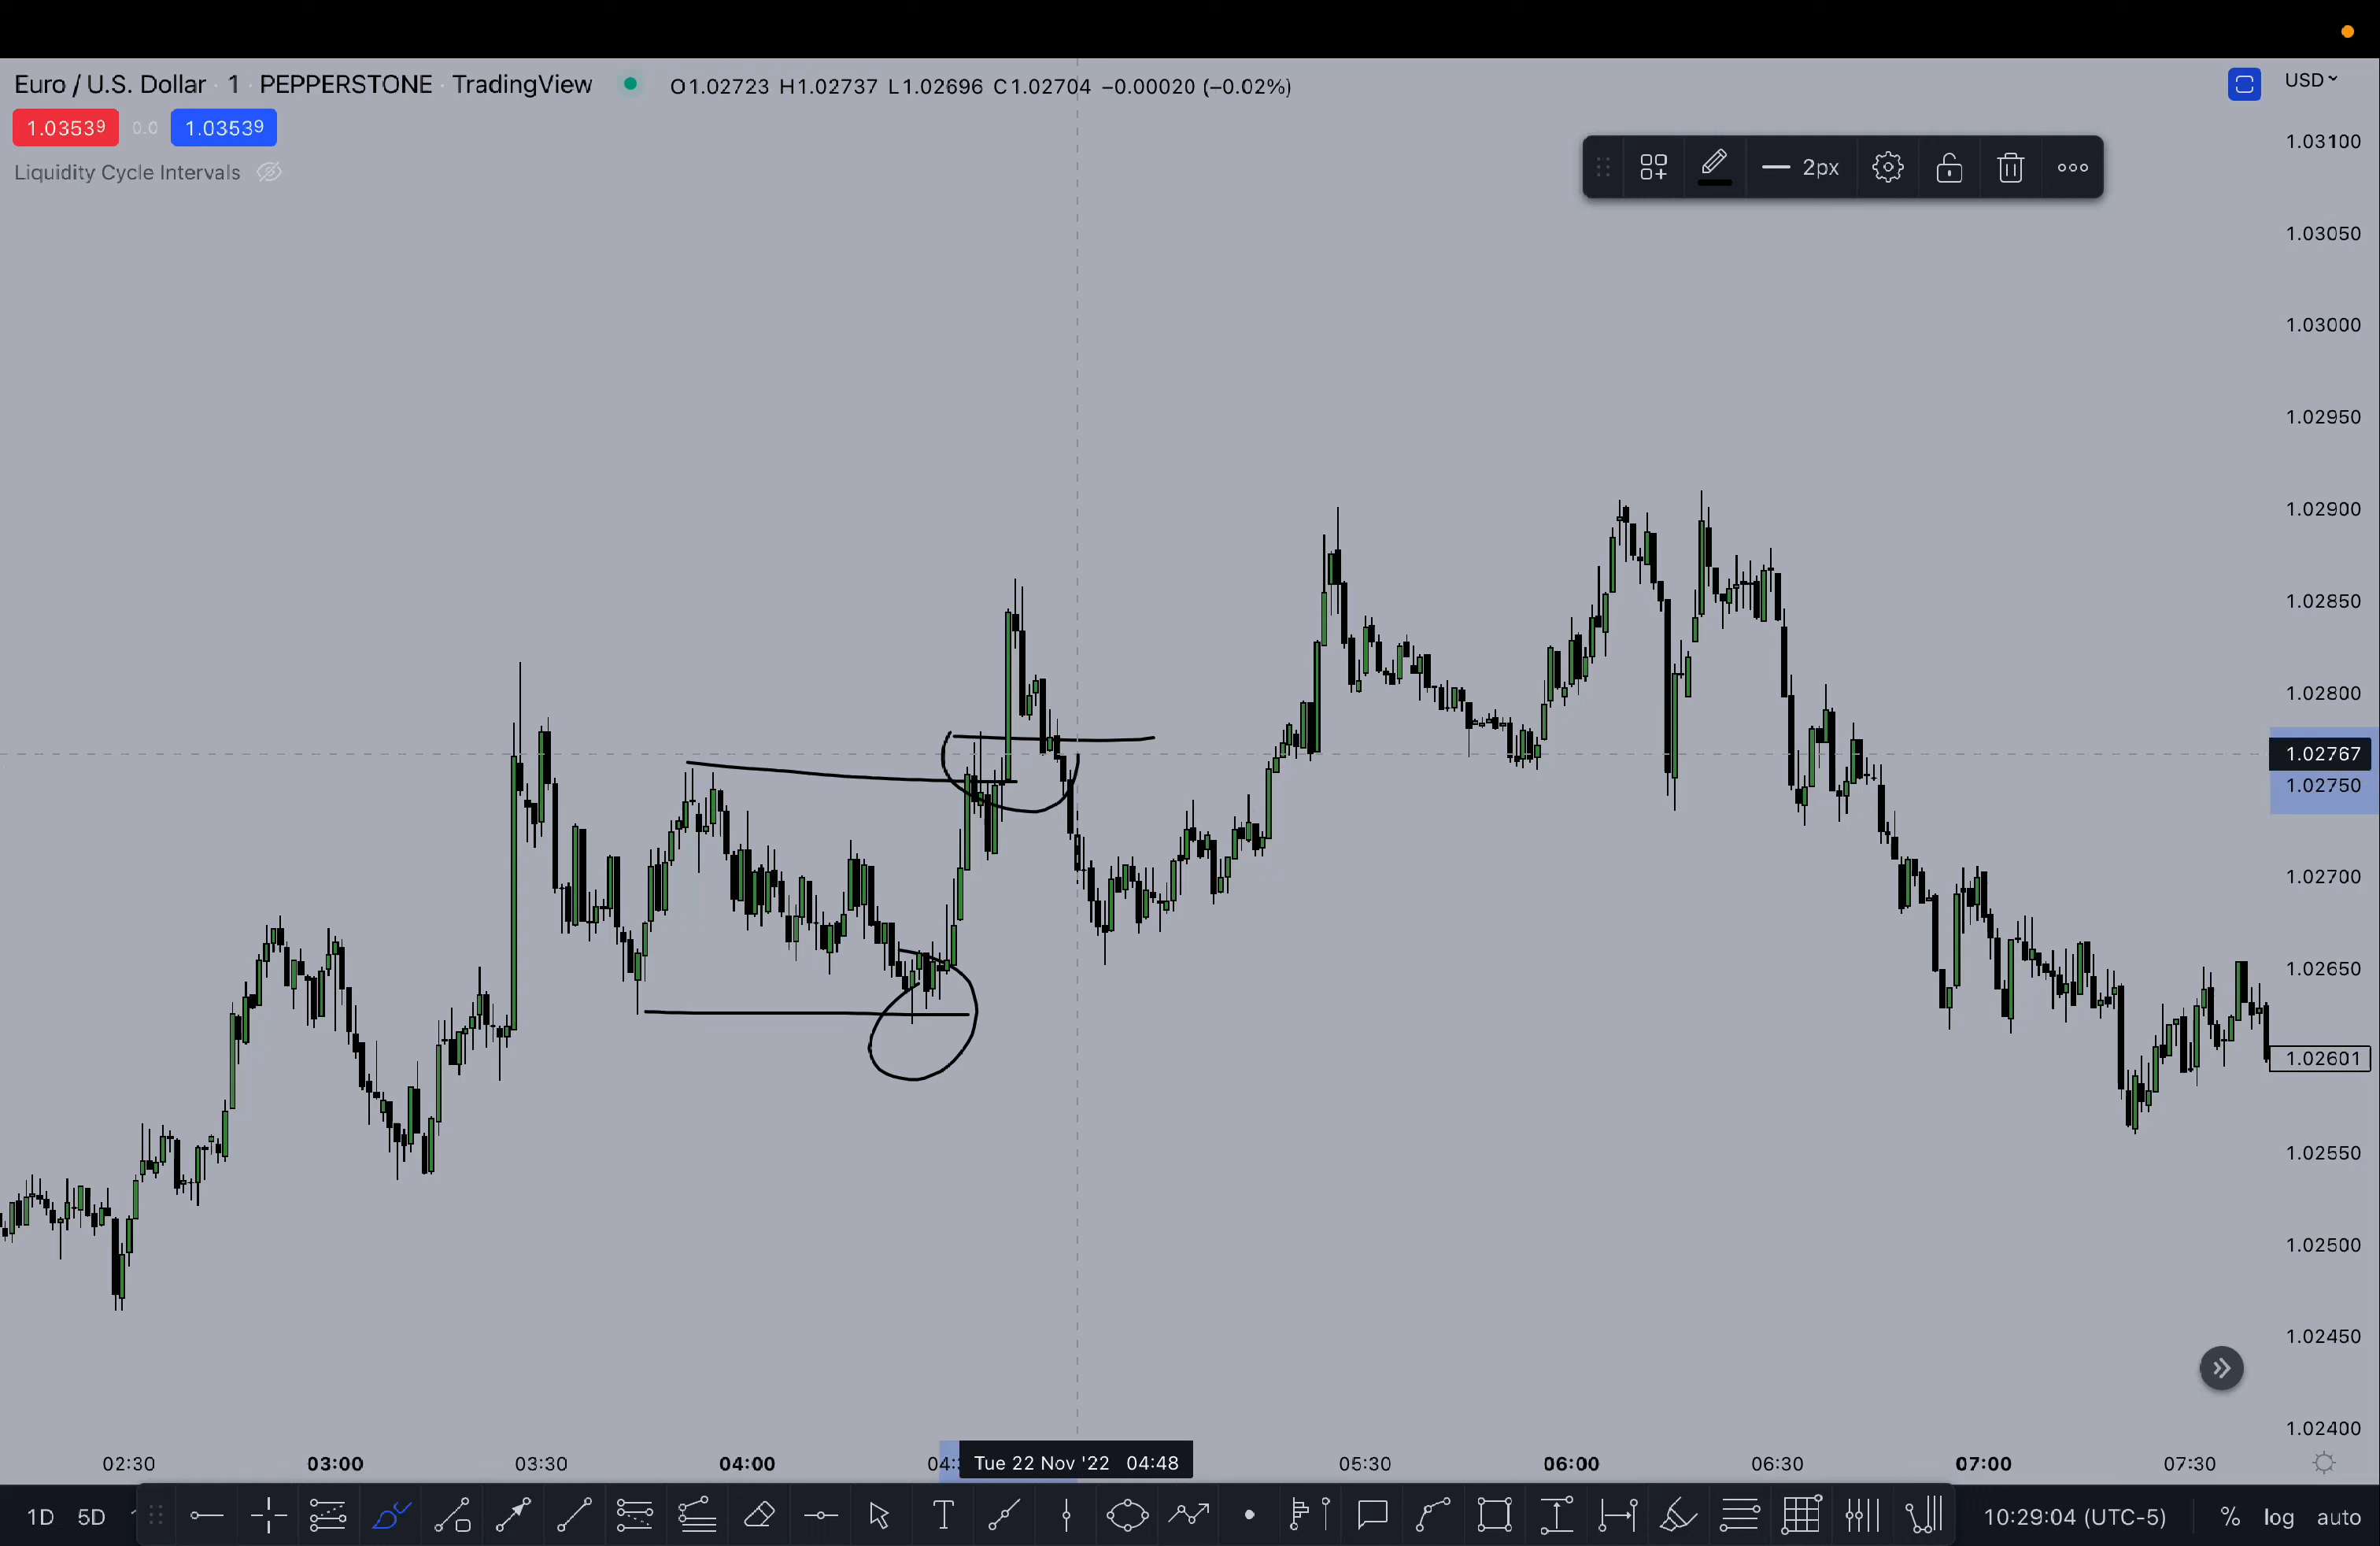 Euro / U.S. Dollar · 1 · PEPPERSTONE · TradingView O1.02723 H1.02737 L1.02696 C1.02704 −0.00020 (−0.02%)
USD
1.03539 0.0 1.03539
Liquidity Cycle Intervals
2px
1.03100
1.03050
1.03000
1.02950
1.02900
1.02850
1.02800
1.02767
1.02750
1.02700
1.02650
1.02601
1.02550
1.02500
1.02450
1.02400
02:30 03:00 03:30 04:00 04:3 Tue 22 Nov '22 04:48 05:30 06:00 06:30 07:00 07:30
1D 5D 10:29:04 (UTC-5) % log auto